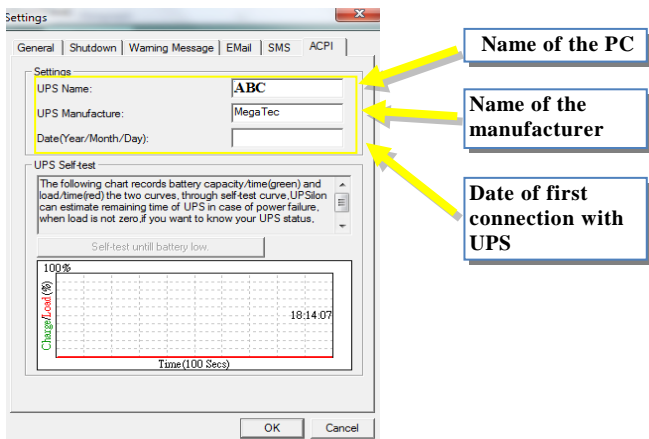 Settings
General Shutdown Warning Message EMail SMS ACPI
Settings
UPS Name: ABC
UPS Manufacture: MegaTec
Date(Year/Month/Day):
UPS Self-test
The following chart records battery capacity/time(green) and
load/time(red) the two curves, through self-test curve,UPSilon
can estimate remaining time of UPS in case of power failure,
when load is not zero,if you want to know your UPS status,
Self-test untill battery low.
100%
Charge/Load(%)
18:14:07
Time(100 Secs)
OK Cancel
Name of the PC
Name of the
manufacturer
Date of first
connection with
UPS